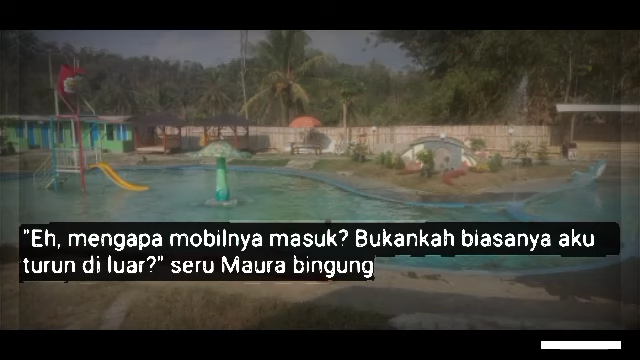 "Eh, mengapa mobilnya masuk? Bukankah biasanya aku
turun di luar?" seru Maura bingung